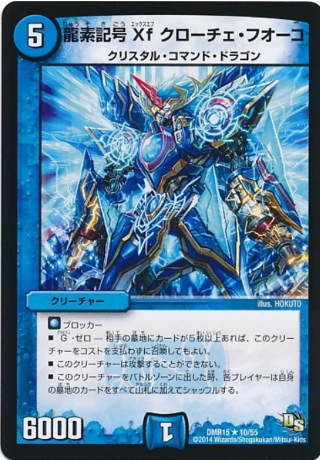 5
龍素記号 Xf クローチェ・フオーコ
クリスタル・コマンド・ドラゴン
illus. HOKUTO
クリーチャー
ブロッカー
■ G・ゼロ ― 相手の墓地にカードが5枚以上あれば、このクリー
チャーをコストを支払わずに召喚してもよい。
■ このクリーチャーは攻撃することができない。
■ このクリーチャーがバトルゾーンに出した時、各プレイヤーは自身
の墓地のカードをすべて山札に加えてシャッフルする。
6000
1
DMR15 ★ 10/55
©2014 Wizards/Shogakukan/Mitsui-Kids
DS